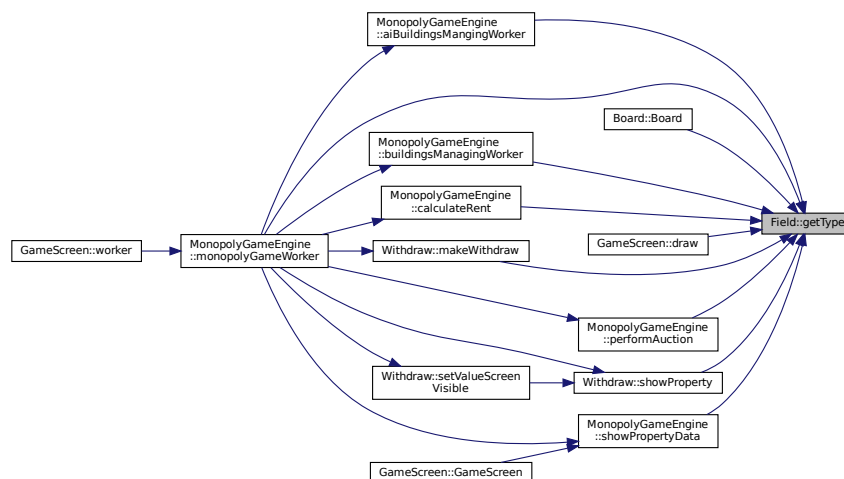 MonopolyGameEngine
::aiBuildingsMangingWorker
Board::Board
MonopolyGameEngine
::buildingsManagingWorker
MonopolyGameEngine
::calculateRent
Field::getType
GameScreen::worker
MonopolyGameEngine
::monopolyGameWorker
Withdraw::makeWithdraw
GameScreen::draw
MonopolyGameEngine
::performAuction
Withdraw::setValueScreen
Visible
Withdraw::showProperty
MonopolyGameEngine
::showPropertyData
GameScreen::GameScreen